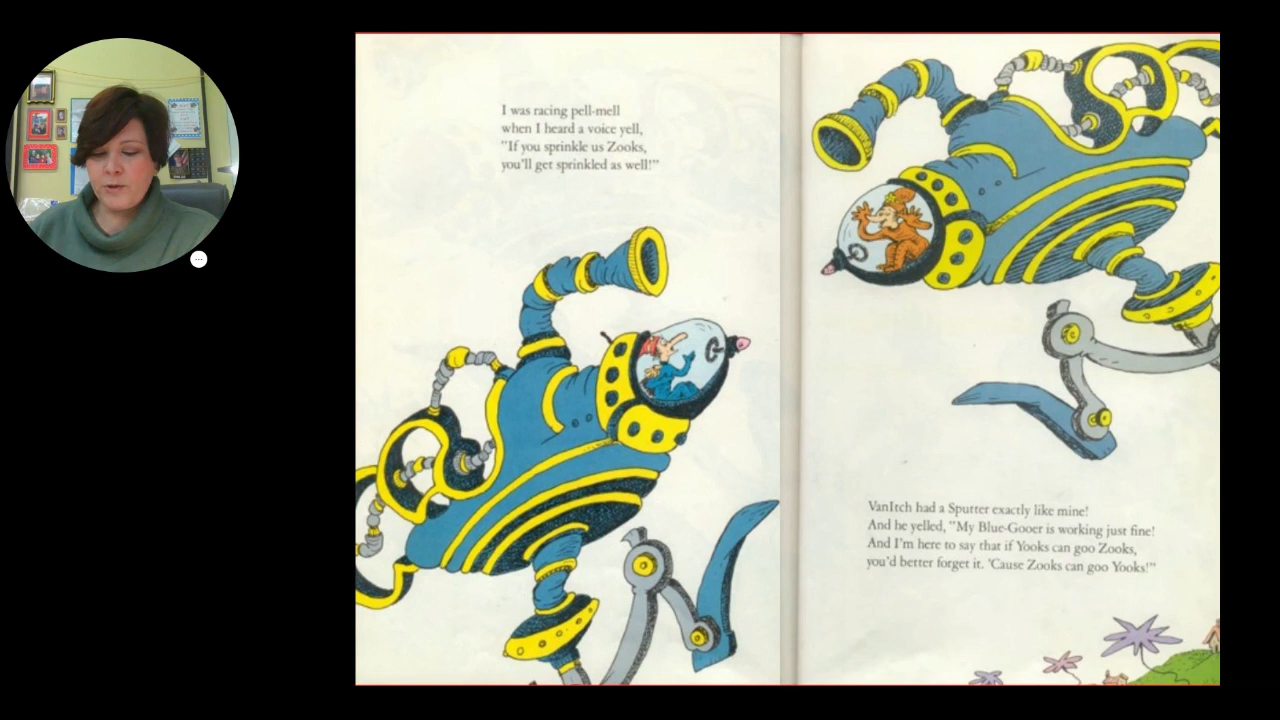 I was racing pell-mell
when I heard a voice yell,
"If you sprinkle us Zooks,
you'll get sprinkled as well!"
VanItch had a Sputter exactly like mine!
And he yelled, "My Blue-Gooer is working just fine!
And I'm here to say that if Yooks can goo Zooks,
you'd better forget it. 'Cause Zooks can goo Yooks!"